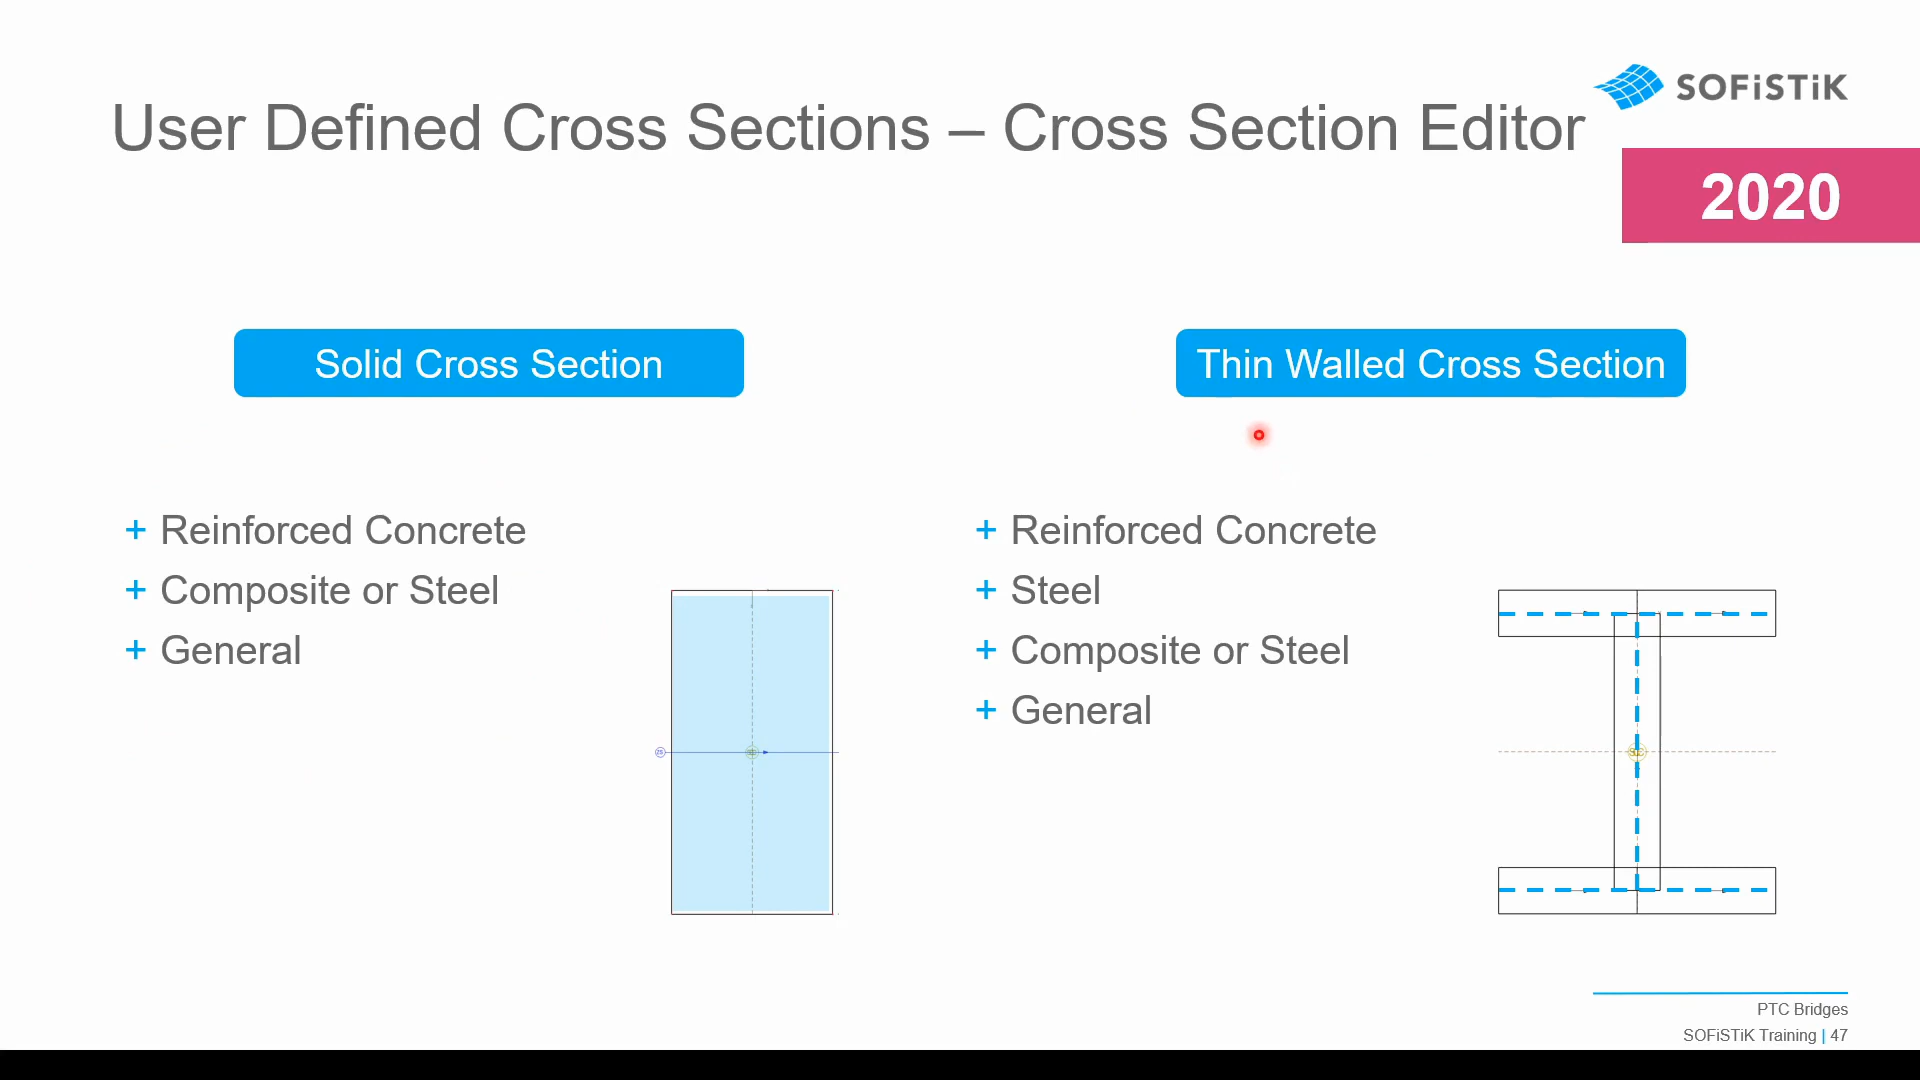 User Defined Cross Sections – Cross Section Editor
SOFiSTiK
2020
Solid Cross Section
Thin Walled Cross Section
+ Reinforced Concrete
+ Composite or Steel
+ General
+ Reinforced Concrete
+ Steel
+ Composite or Steel
+ General
PTC Bridges
SOFiSTiK Training | 47